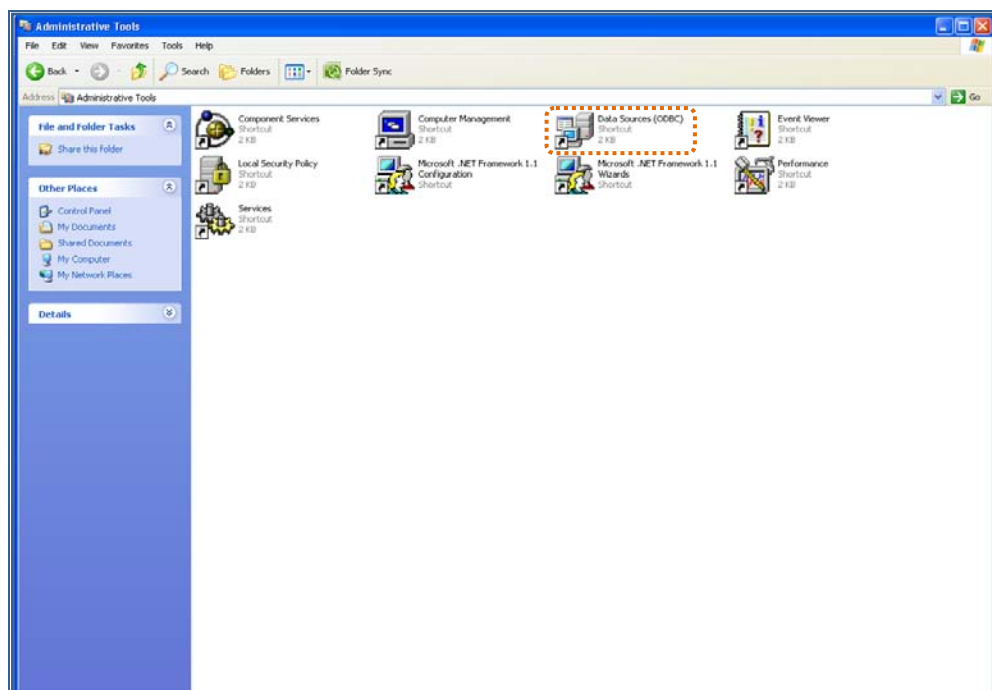 Administrative Tools
File Edit View Favorites Tools Help
Back Search Folders Folder Sync
Address Administrative Tools Go
File and Folder Tasks
Share this folder
Other Places
Control Panel
My Documents
Shared Documents
My Computer
My Network Places
Details
Component Services
Shortcut
2 KB
Computer Management
Shortcut
2 KB
Data Sources (ODBC)
Shortcut
2 KB
Event Viewer
Shortcut
2 KB
Local Security Policy
Shortcut
2 KB
Microsoft .NET Framework 1.1
Configuration
Shortcut
Microsoft .NET Framework 1.1
Wizards
Shortcut
Performance
Shortcut
2 KB
Services
Shortcut
2 KB